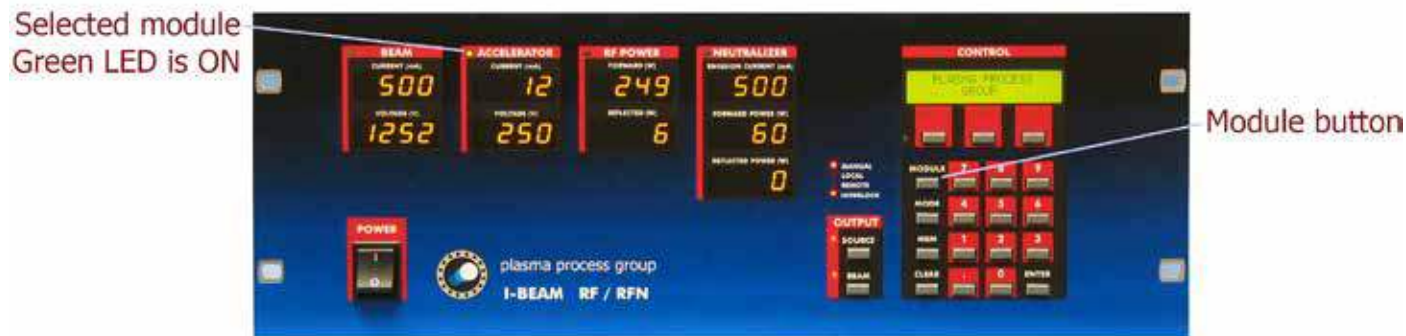 Selected module
Green LED is ON
BEAM
CURRENT (mA)
500
VOLTAGE (V)
1252
ACCELERATOR
CURRENT (mA)
12
VOLTAGE (V)
250
RF POWER
FORWARD (W)
249
REFLECTED (W)
6
NEUTRALIZER
EMISSION CURRENT (mA)
500
FORWARD POWER (W)
60
REFLECTED POWER (W)
0
CONTROL
PLASMA PROCESS
GROUP
Module button
MANUAL
LOCAL
REMOTE
INTERLOCK
MODULE 7 8 9
MODE 4 5 6
MEM 1 2 3
CLEAR . 0 ENTER
OUTPUT
SOURCE
BEAM
POWER
I
O
plasma process group
I-BEAM RF / RFN